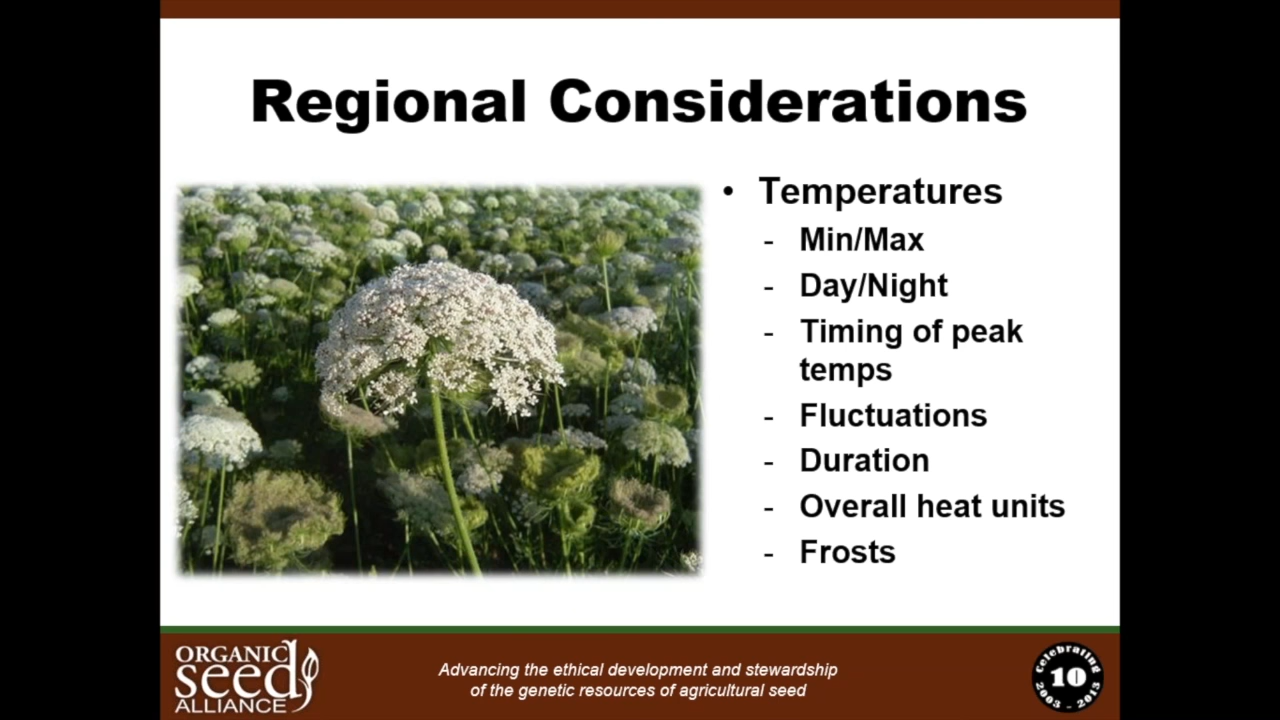 Regional Considerations
• Temperatures
- Min/Max
- Day/Night
- Timing of peak
temps
- Fluctuations
- Duration
- Overall heat units
- Frosts
ORGANIC
seed
ALLIANCE
Advancing the ethical development and stewardship
of the genetic resources of agricultural seed
Celebrating
10
2003 - 2013